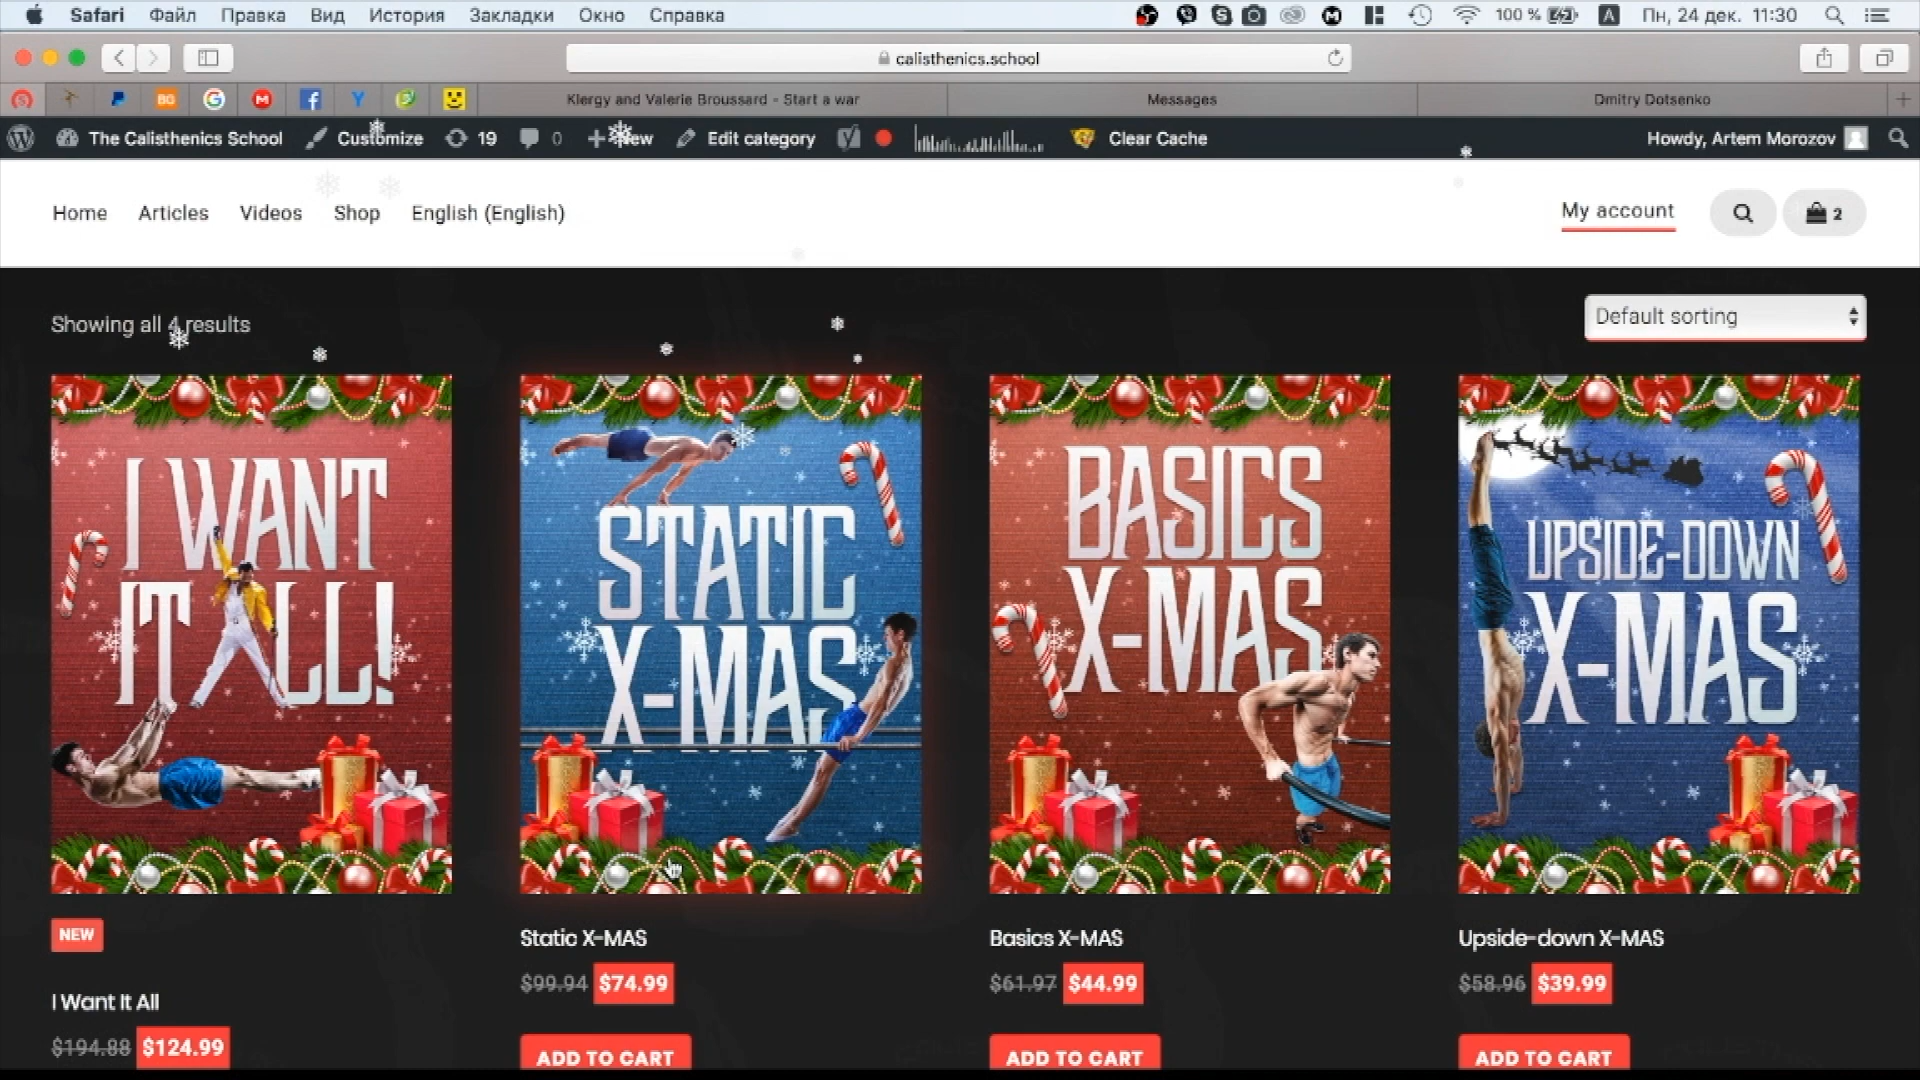 Safari Файл Правка Вид История Закладки Окно Справка 100 % A Пн, 24 дек. 11:30
calisthenics.school
BG Klergy and Valerie Broussard - Start a war Messages Dmitry Dotsenko
The Calisthenics School Customize 19 0 New Edit category Clear Cache Howdy, Artem Morozov
Home Articles Videos Shop English (English) My account 2
Showing all 4 results Default sorting
I WANT
IT ALL!
STATIC
X-MAS
BASICS
X-MAS
UPSIDE-DOWN
X-MAS
NEW
I Want It All
$194.88 $124.99
Static X-MAS
$99.94 $74.99
ADD TO CART
Basics X-MAS
$61.97 $44.99
ADD TO CART
Upside-down X-MAS
$58.96 $39.99
ADD TO CART